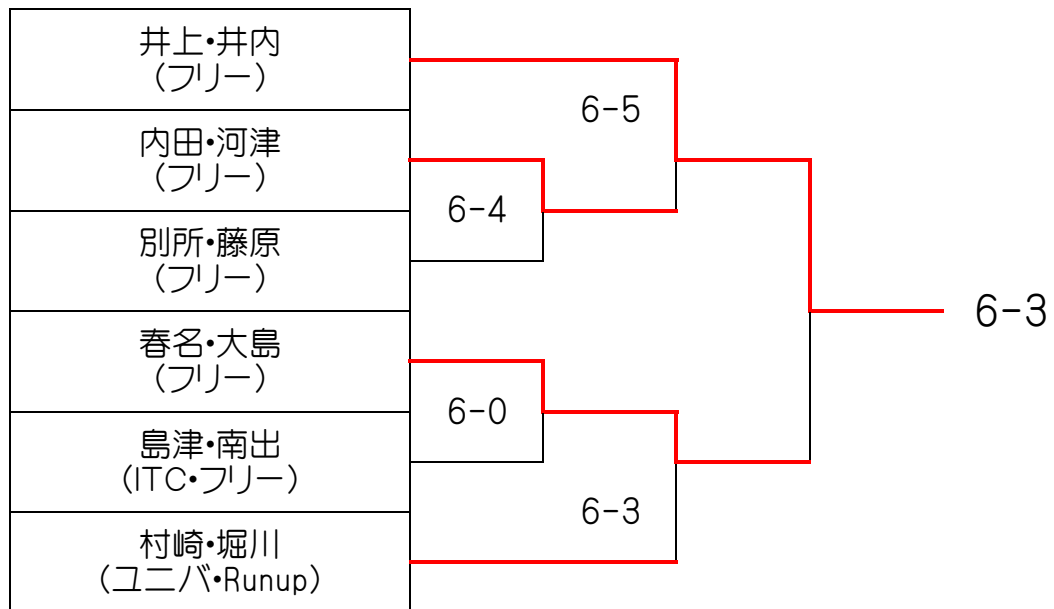 井上・井内
(フリー)
6-5
内田・河津
(フリー)
6-4
別所・藤原
(フリー)
春名・大島
(フリー)
6-3
6-0
島津・南出
(ITC・フリー)
6-3
村崎・堀川
(ユニバ・Runup)